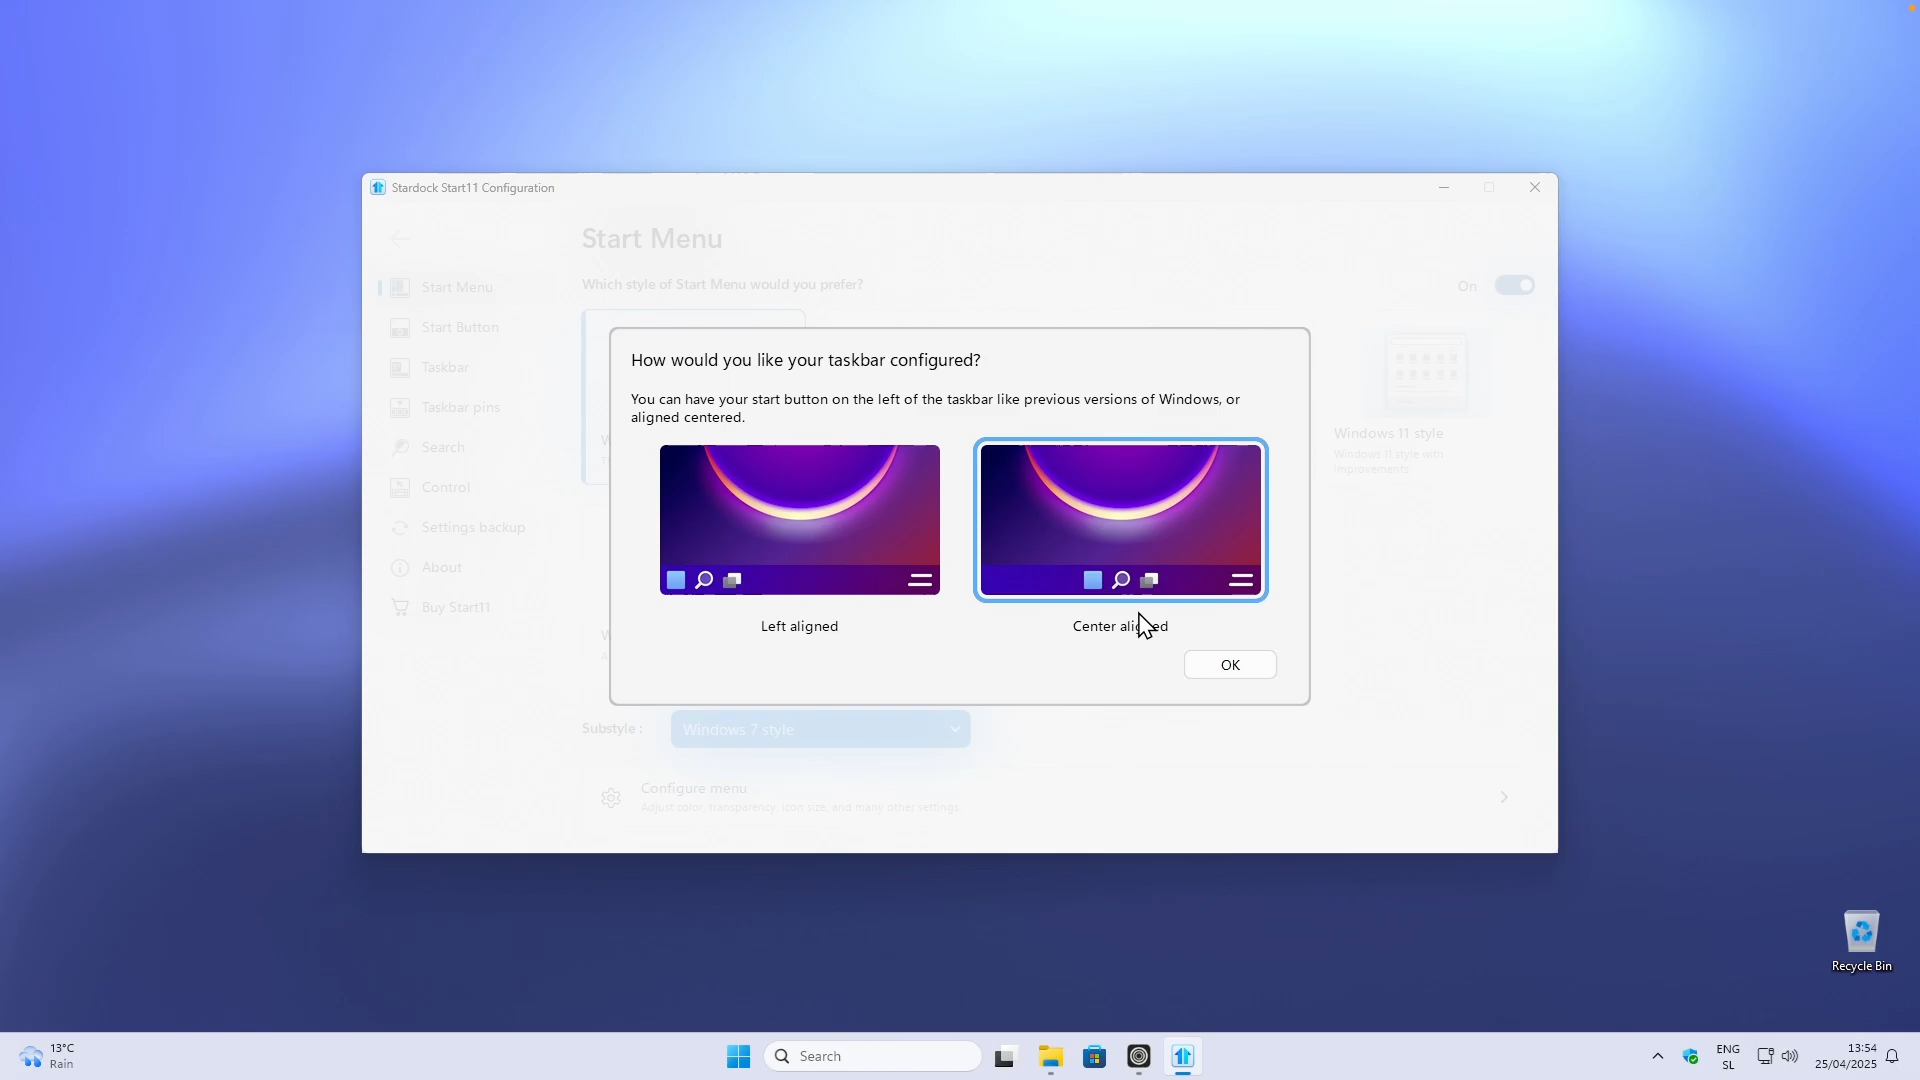 Stardock Start11 Configuration
Start Menu
Which style of Start Menu would you prefer?
On
Start Menu
Start Button
Taskbar
Taskbar pins
Search
Control
Settings backup
About
Buy Start11
How would you like your taskbar configured?
You can have your start button on the left of the taskbar like previous versions of Windows, or
aligned centered.
Left aligned
Center aligned
OK
Windows 11 style
Windows 11 style with
improvements
Substyle :
Windows 7 style
Configure menu
Adjust color, transparency, icon size, and many other settings
Recycle Bin
13°C
Rain
Search
ENG
SL
13:54
25/04/2025